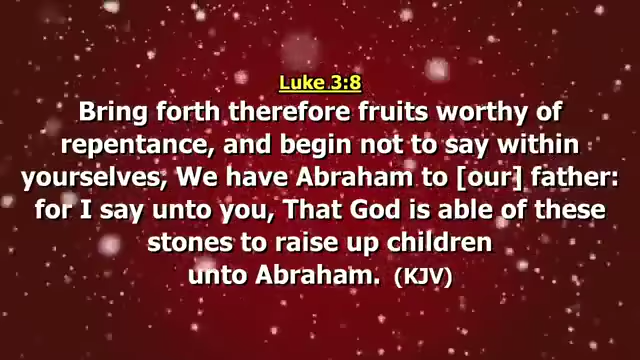 Luke 3:8
Bring forth therefore fruits worthy of
repentance, and begin not to say within
yourselves, We have Abraham to [our] father:
for I say unto you, That God is able of these
stones to raise up children
unto Abraham. (KJV)